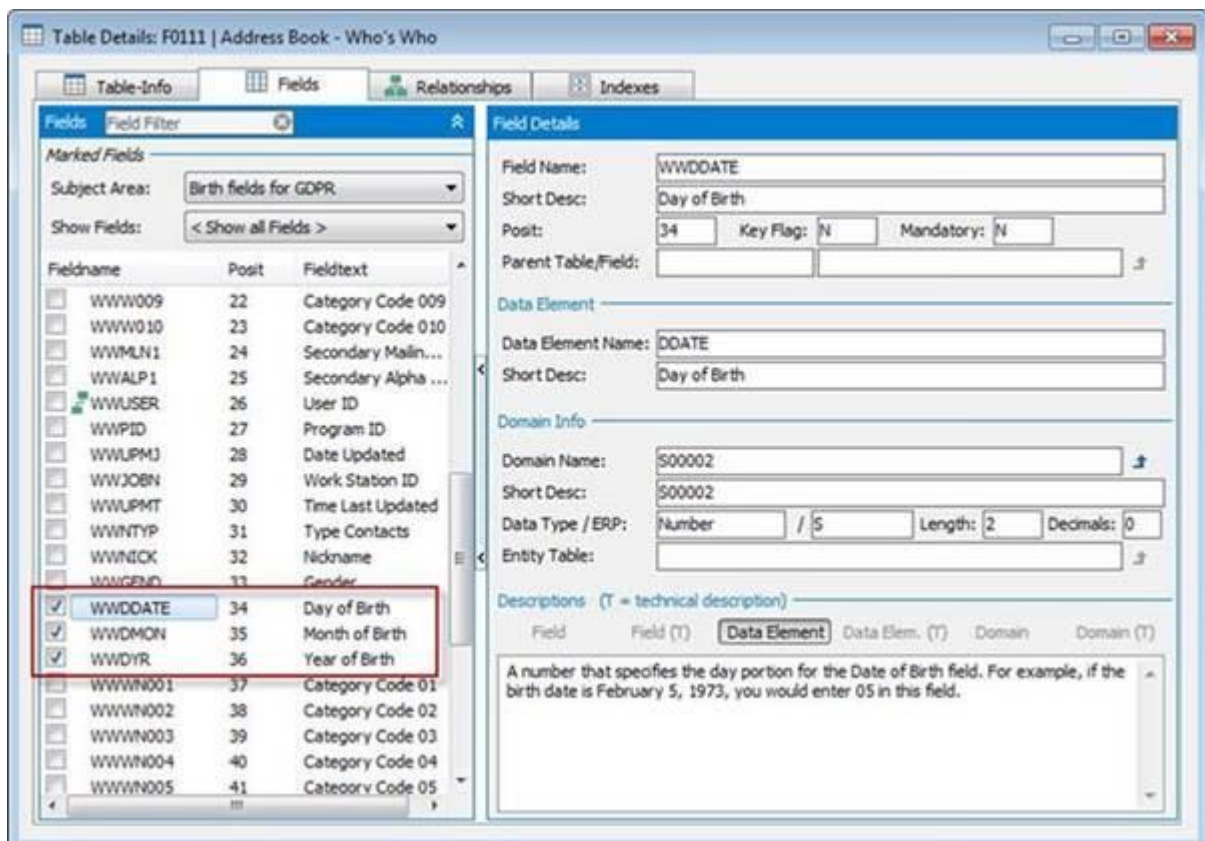 Table Details: F0111 | Address Book - Who's Who
Table-Info Fields Relationships Indexes
Fields Field Filter
Marked Fields
Subject Area: Birth fields for GDPR
Show Fields: < Show all Fields >
Fieldname Posit Fieldtext
WWW009 22 Category Code 009
WWW010 23 Category Code 010
WWMLN1 24 Secondary Mailin...
WWALP1 25 Secondary Alpha ...
WWUSER 26 User ID
WWPID 27 Program ID
WWUPMJ 28 Date Updated
WWJOBN 29 Work Station ID
WWUPMT 30 Time Last Updated
WWNTYP 31 Type Contacts
WWNICK 32 Nickname
WWGEND 33 Gender
WWDDATE 34 Day of Birth
WWDMON 35 Month of Birth
WWDYR 36 Year of Birth
WWWN001 37 Category Code 01
WWWN002 38 Category Code 02
WWWN003 39 Category Code 03
WWWN004 40 Category Code 04
WWWN005 41 Category Code 05
Field Details
Field Name: WWDDATE
Short Desc: Day of Birth
Posit: 34 Key Flag: N Mandatory: N
Parent Table/Field:
Data Element
Data Element Name: DDATE
Short Desc: Day of Birth
Domain Info
Domain Name: S00002
Short Desc: S00002
Data Type / ERP: Number / S Length: 2 Decimals: 0
Entity Table:
Descriptions (T = technical description)
Field Field (T) Data Element Data Elem. (T) Domain Domain (T)
A number that specifies the day portion for the Date of Birth field. For example, if the
birth date is February 5, 1973, you would enter 05 in this field.